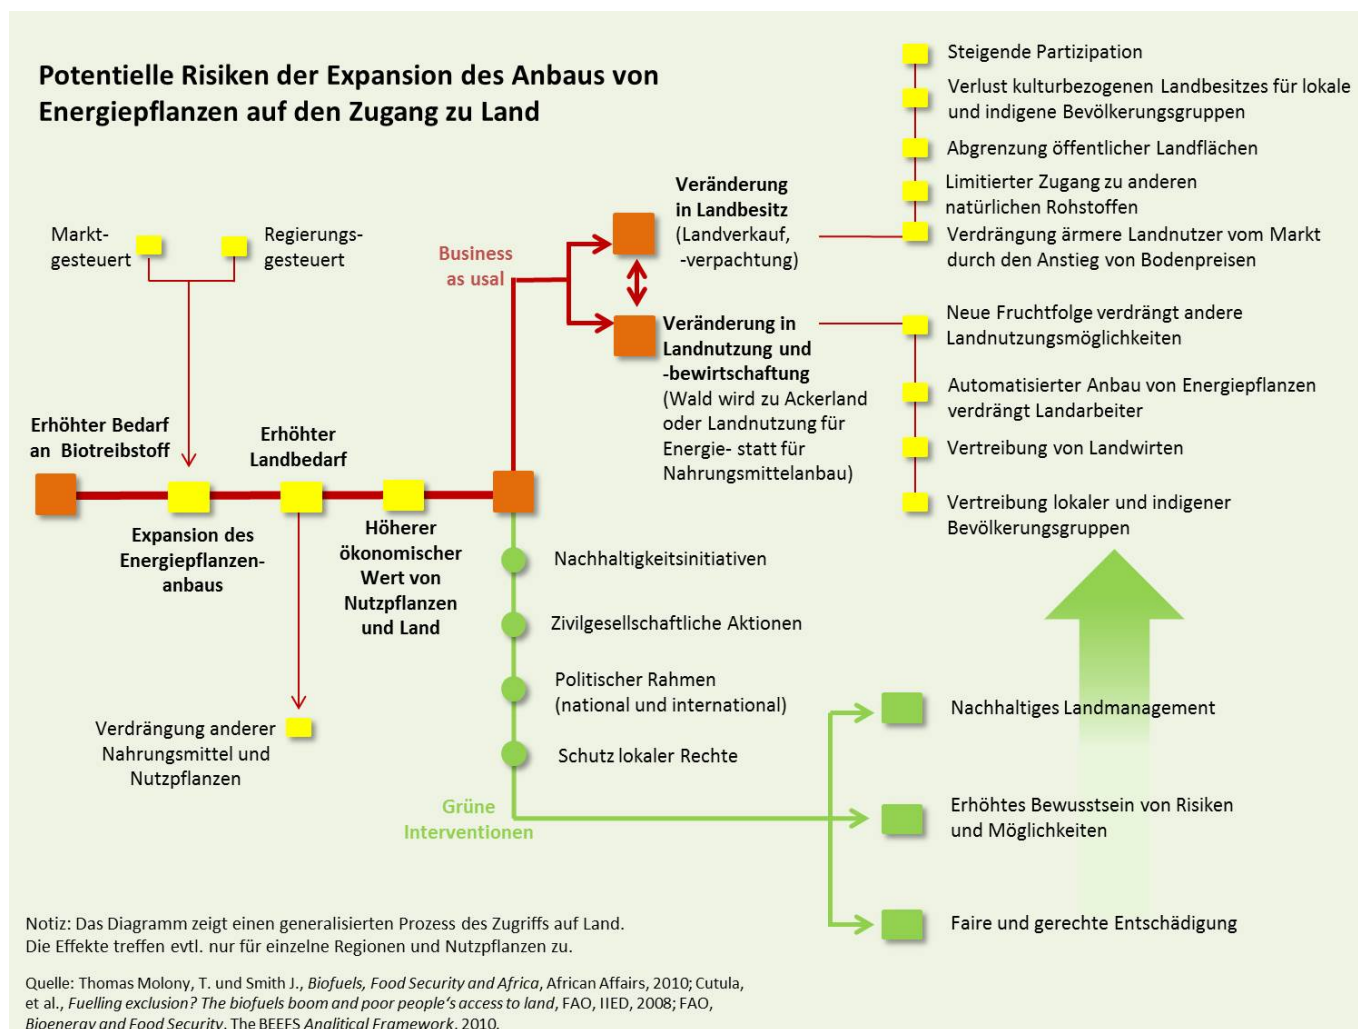 Potentielle Risiken der Expansion des Anbaus von
Energiepflanzen auf den Zugang zu Land
Markt-
gesteuert
Regierungs-
gesteuert
Erhöhter Bedarf
an Biotreibstoff
Expansion des
Energiepflanzen-
anbaus
Erhöhter
Landbedarf
Verdrängung anderer
Nahrungsmittel und
Nutzpflanzen
Höherer
ökonomischer
Wert von
Nutzpflanzen
und Land
Business
as usal
Veränderung
in Landbesitz
(Landverkauf,
-verpachtung)
Veränderung in
Landnutzung und
-bewirtschaftung
(Wald wird zu Ackerland
oder Landnutzung für
Energie- statt für
Nahrungsmittelanbau)
Steigende Partizipation
Verlust kulturbezogenen Landbesitzes für lokale
und indigene Bevölkerungsgruppen
Abgrenzung öffentlicher Landflächen
Limitierter Zugang zu anderen
natürlichen Rohstoffen
Verdrängung ärmere Landnutzer vom Markt
durch den Anstieg von Bodenpreisen
Neue Fruchtfolge verdrängt andere
Landnutzungsmöglichkeiten
Automatisierter Anbau von Energiepflanzen
verdrängt Landarbeiter
Vertreibung von Landwirten
Vertreibung lokaler und indigener
Bevölkerungsgruppen
Nachhaltigkeitsinitiativen
Zivilgesellschaftliche Aktionen
Politischer Rahmen
(national und international)
Schutz lokaler Rechte
Grüne
Interventionen
Nachhaltiges Landmanagement
Erhöhtes Bewusstsein von Risiken
und Möglichkeiten
Faire und gerechte Entschädigung
Notiz: Das Diagramm zeigt einen generalisierten Prozess des Zugriffs auf Land.
Die Effekte treffen evtl. nur für einzelne Regionen und Nutzpflanzen zu.
Quelle: Thomas Molony, T. und Smith J., Biofuels, Food Security and Africa, African Affairs, 2010; Cutula,
et al., Fuelling exclusion? The biofuels boom and poor people's access to land, FAO, IIED, 2008; FAO,
Bioenergy and Food Security, The BEEFS Analitical Framework, 2010.